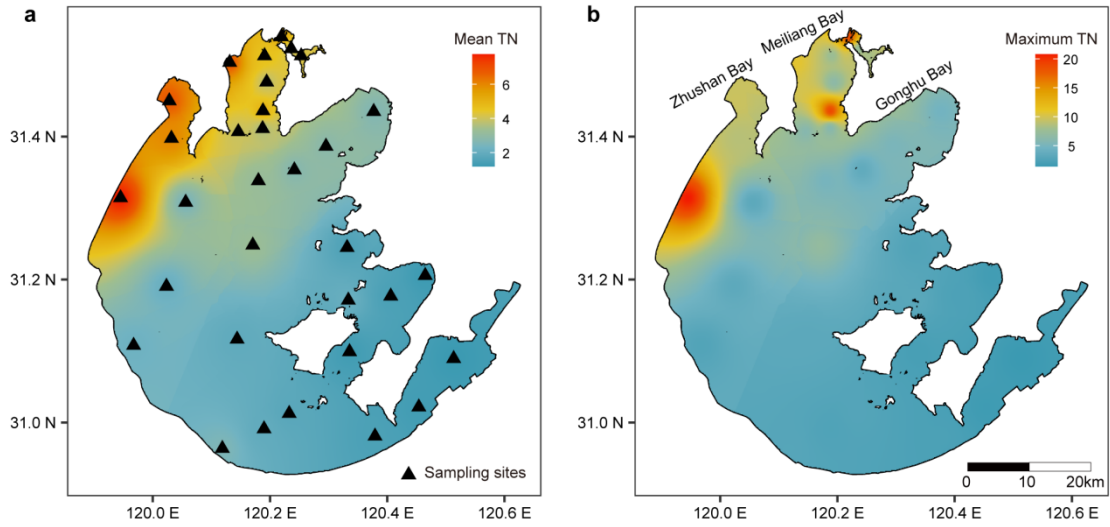 a
Mean TN
6
4
2
31.4 N
31.2 N
31.0 N
Sampling sites
120.0 E 120.2 E 120.4 E 120.6 E
b
Zhushan Bay
Meiliang Bay
Gonghu Bay
Maximum TN
20
15
10
5
31.4 N
31.2 N
31.0 N
0 10 20km
120.0 E 120.2 E 120.4 E 120.6 E